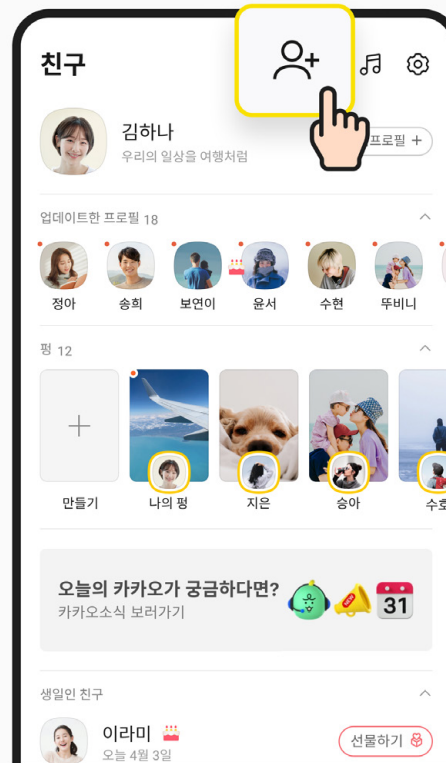 친구
김하나
우리의 일상을 여행처럼
프로필 +
업데이트한 프로필 18
정아 송희 보연이 윤서 수현 뚜비니
펑 12
만들기 나의 펑 지은 승아 수호
오늘의 카카오가 궁금하다면?
카카오소식 보러가기
31
생일인 친구
이라미
선물하기
오늘 4월 3일